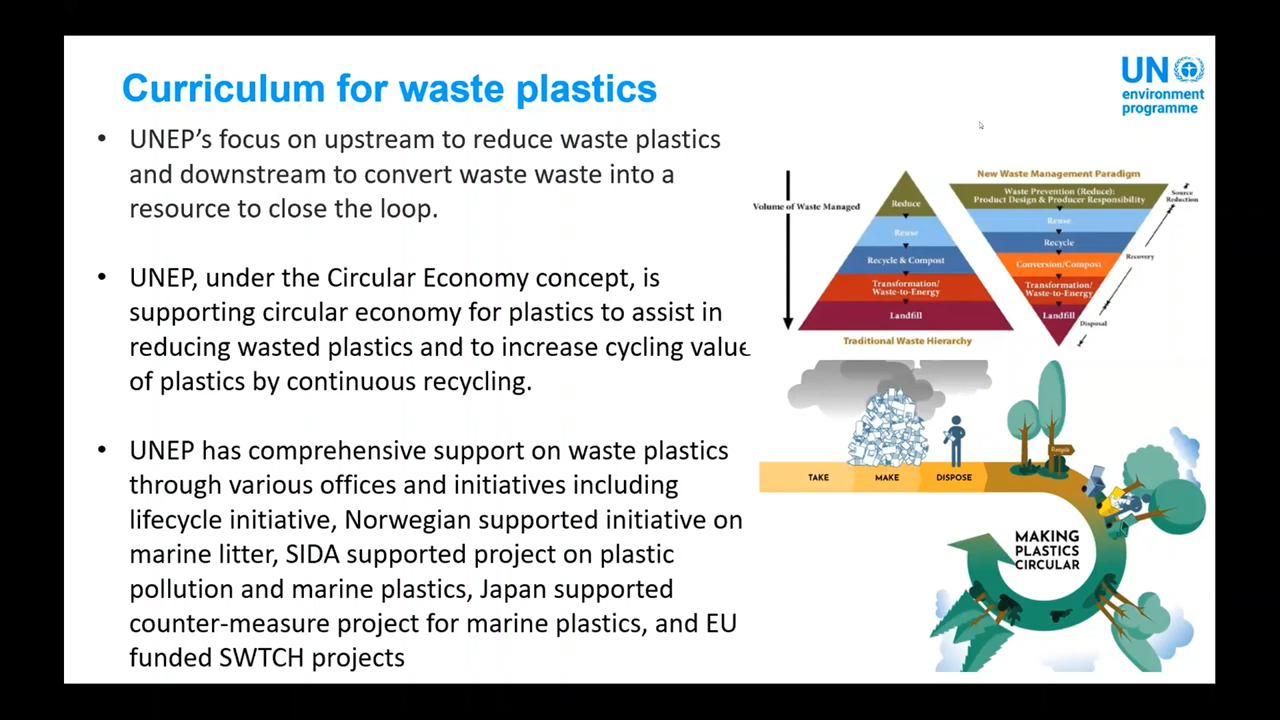 Curriculum for waste plastics
UN
environment
programme
• UNEP's focus on upstream to reduce waste plastics
and downstream to convert waste waste into a
resource to close the loop.
• UNEP, under the Circular Economy concept, is
supporting circular economy for plastics to assist in
reducing wasted plastics and to increase cycling value
of plastics by continuous recycling.
• UNEP has comprehensive support on waste plastics
through various offices and initiatives including
lifecycle initiative, Norwegian supported initiative on
marine litter, SIDA supported project on plastic
pollution and marine plastics, Japan supported
counter-measure project for marine plastics, and EU
funded SWTCH projects
Volume of Waste Managed
Reduce
Reuse
Recycle & Compost
Transformation/
Waste-to-Energy
Landfill
Traditional Waste Hierarchy
New Waste Management Paradigm
Waste Prevention (Reduce):
Product Design & Producer Responsibility
Reuse
Recycle
Conversion/Compost
Transformation/
Waste-to-Energy
Landfill
Source
Reduction
Recovery
Disposal
TAKE
MAKE
DISPOSE
Recycle
MAKING
PLASTICS
CIRCULAR